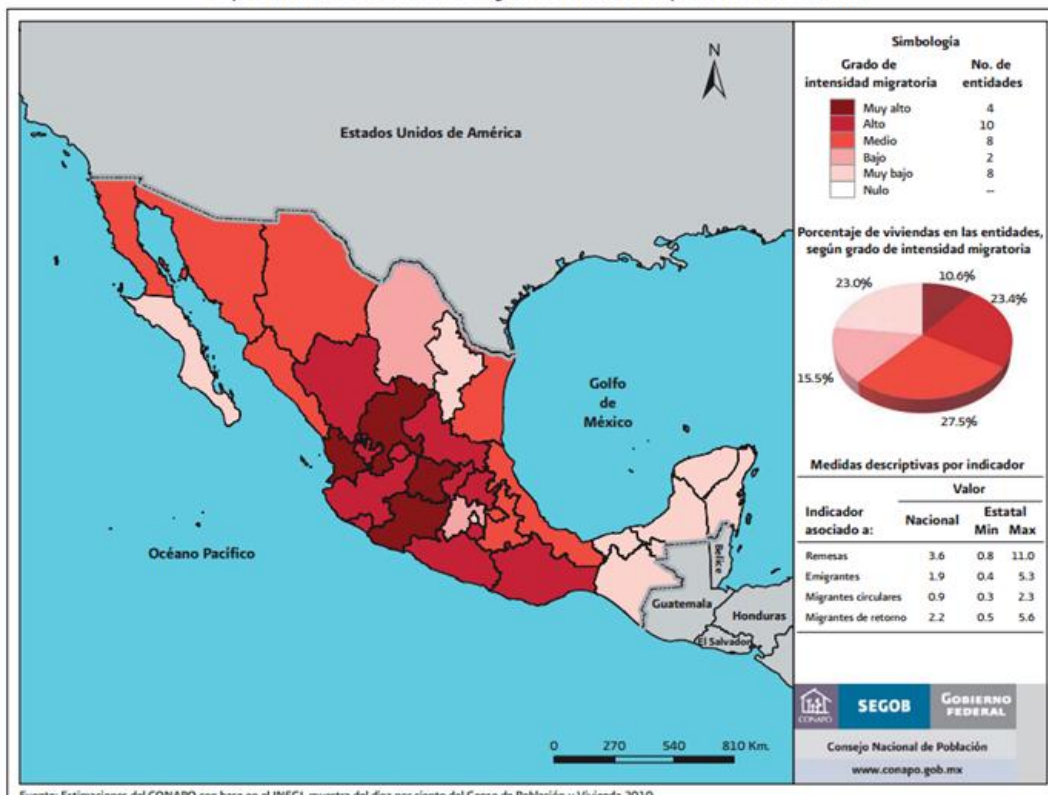 N
Estados Unidos de América
Golfo
de
México
Océano Pacífico
Belice
Guatemala
Honduras
El Salvador
0 270 540 810 Km.
Simbología
Grado de intensidad migratoria No. de entidades
Muy alto 4
Alto 10
Medio 8
Bajo 2
Muy bajo 8
Nulo --
Porcentaje de viviendas en las entidades,
según grado de intensidad migratoria
23.0% 10.6%
23.4%
15.5%
27.5%
Medidas descriptivas por indicador
Valor
Indicador asociado a: Nacional Estatal Min Max
Remesas 3.6 0.8 11.0
Emigrantes 1.9 0.4 5.3
Migrantes circulares 0.9 0.3 2.3
Migrantes de retorno 2.2 0.5 5.6
CONAPO
SEGOB
GOBIERNO
FEDERAL
Consejo Nacional de Población
www.conapo.gob.mx